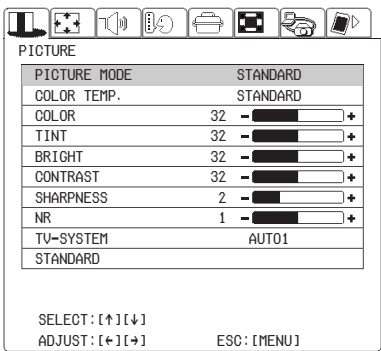 PICTURE
PICTURE MODE STANDARD
COLOR TEMP. STANDARD
COLOR 32 - +
TINT 32 - +
BRIGHT 32 - +
CONTRAST 32 - +
SHARPNESS 2 - +
NR 1 - +
TV-SYSTEM AUTO1
STANDARD
SELECT:[↑][↓]
ADJUST:[←][→] ESC:[MENU]